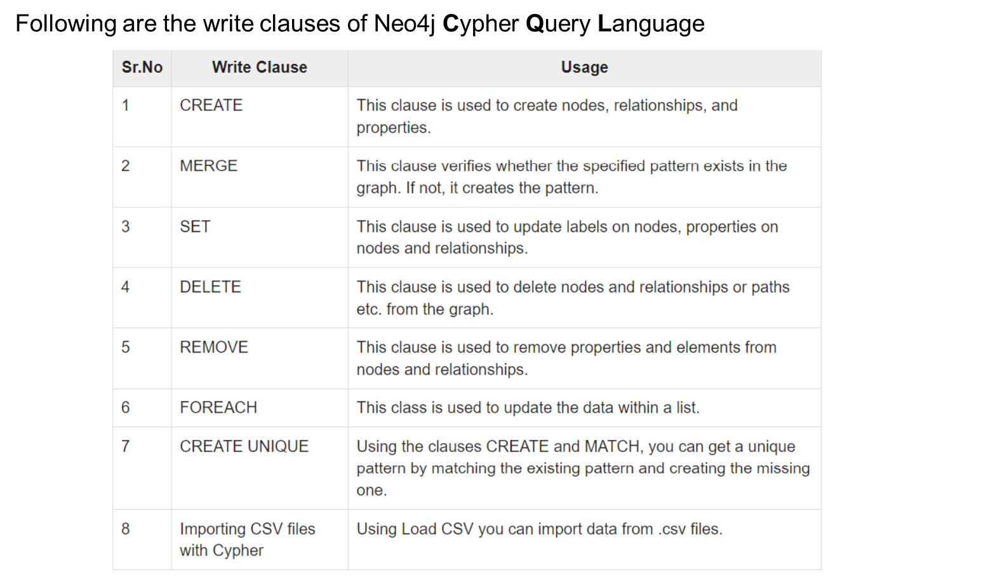 Following are the write clauses of Neo4j Cypher Query Language
Sr.No Write Clause Usage
1 CREATE This clause is used to create nodes, relationships, and
properties.
2 MERGE This clause verifies whether the specified pattern exists in the
graph. If not, it creates the pattern.
3 SET This clause is used to update labels on nodes, properties on
nodes and relationships.
4 DELETE This clause is used to delete nodes and relationships or paths
etc. from the graph.
5 REMOVE This clause is used to remove properties and elements from
nodes and relationships.
6 FOREACH This class is used to update the data within a list.
7 CREATE UNIQUE Using the clauses CREATE and MATCH, you can get a unique
pattern by matching the existing pattern and creating the missing
one.
8 Importing CSV files Using Load CSV you can import data from .csv files.
with Cypher